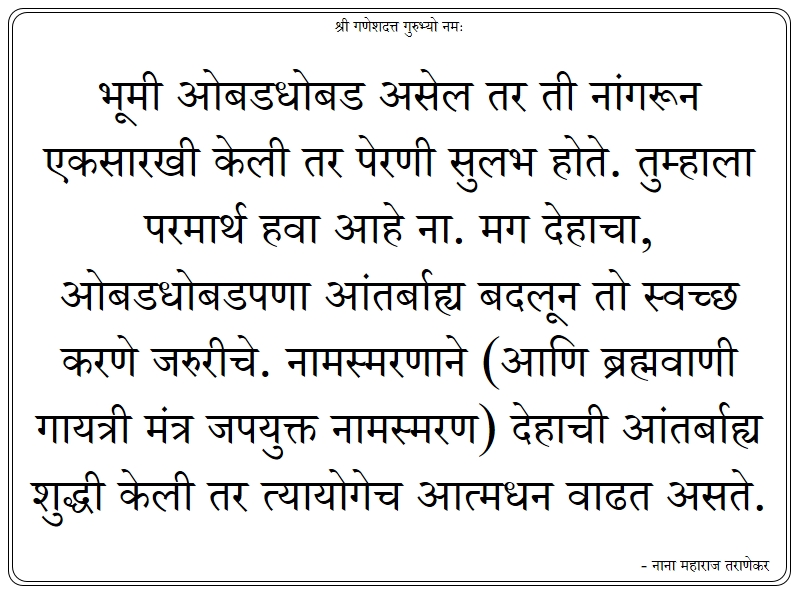 श्री गणेशदत्त गुरुभ्यो नमः
भूमी ओबडधोबड असेल तर ती नांगरून
एकसारखी केली तर पेरणी सुलभ होते. तुम्हाला
परमार्थ हवा आहे ना. मग देहाचा,
ओबडधोबडपणा आंतर्बाह्य बदलून तो स्वच्छ
करणे जरुरीचे. नामस्मरणाने (आणि ब्रह्मवाणी
गायत्री मंत्र जपयुक्त नामस्मरण) देहाची आंतर्बाह्य
शुद्धी केली तर त्यायोगेच आत्मधन वाढत असते.
- नाना महाराज तराणेकर